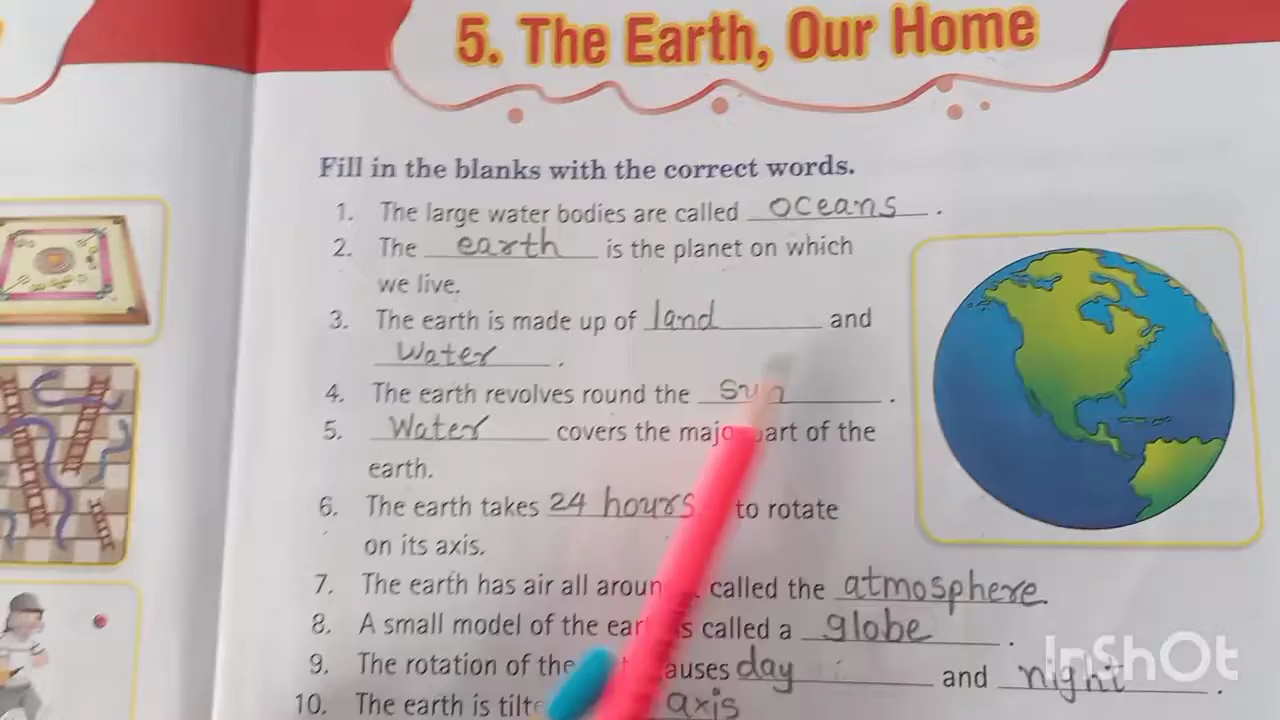 5. The Earth, Our Home
Fill in the blanks with the correct words.
1. The large water bodies are called oceans.
2. The earth is the planet on which
we live.
3. The earth is made up of land and
Water.
4. The earth revolves round the sun.
5. Water covers the major part of the
earth.
6. The earth takes 24 hours to rotate
on its axis.
7. The earth has air all around called the atmosphere.
8. A small model of the earth is called a globe.
9. The rotation of the causes day and night.
10. The earth is axis
InShOt